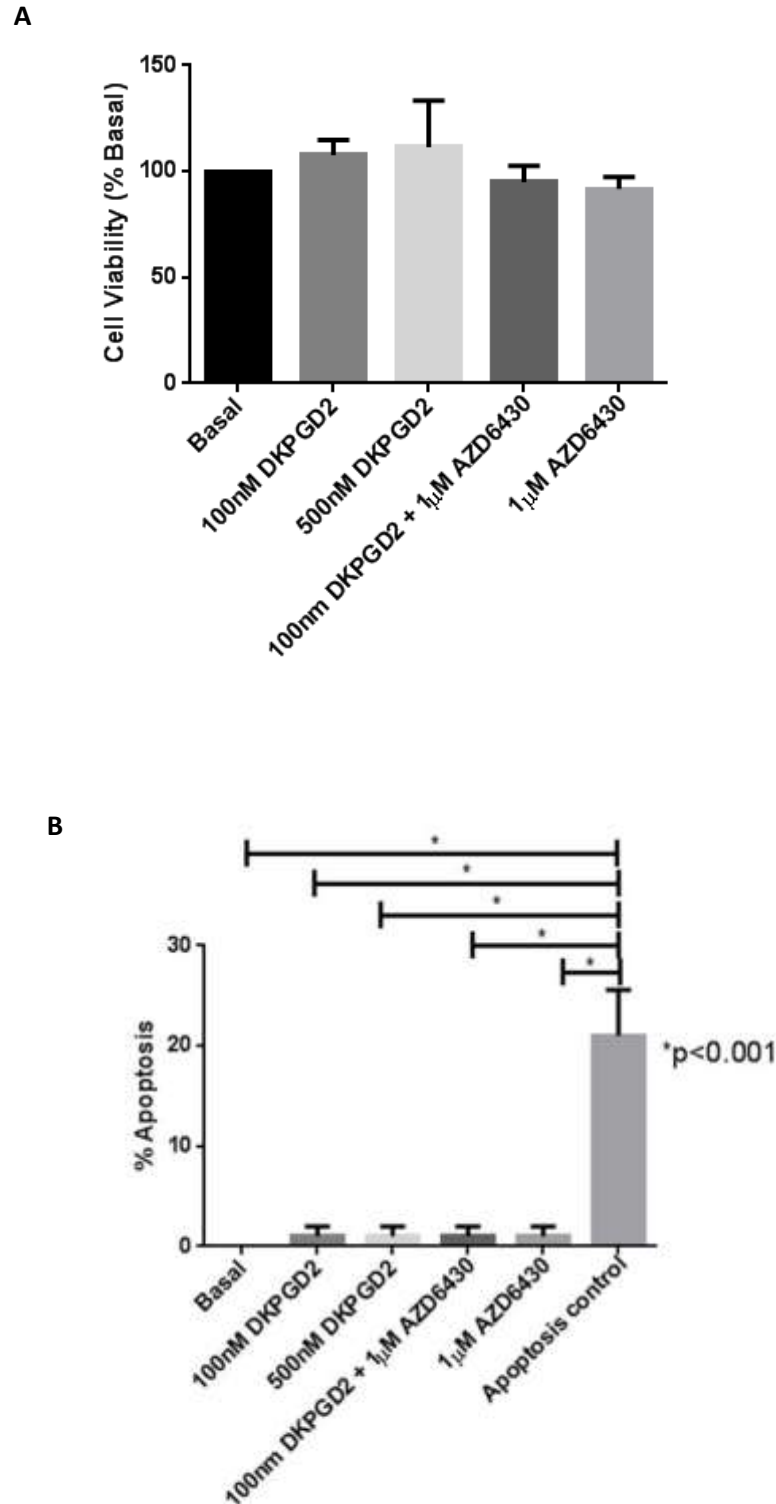 A
150
100
50
0
Cell Viability (% Basal)
Basal
100nM DKPGD2
500nM DKPGD2
100nm DKPGD2 + 1μM AZD6430
1μM AZD6430
B
*
*
*
*
*
30
20
10
0
% Apoptosis
*p<0.001
Basal
100nM DKPGD2
500nM DKPGD2
100nm DKPGD2 + 1μM AZD6430
1μM AZD6430
Apoptosis control